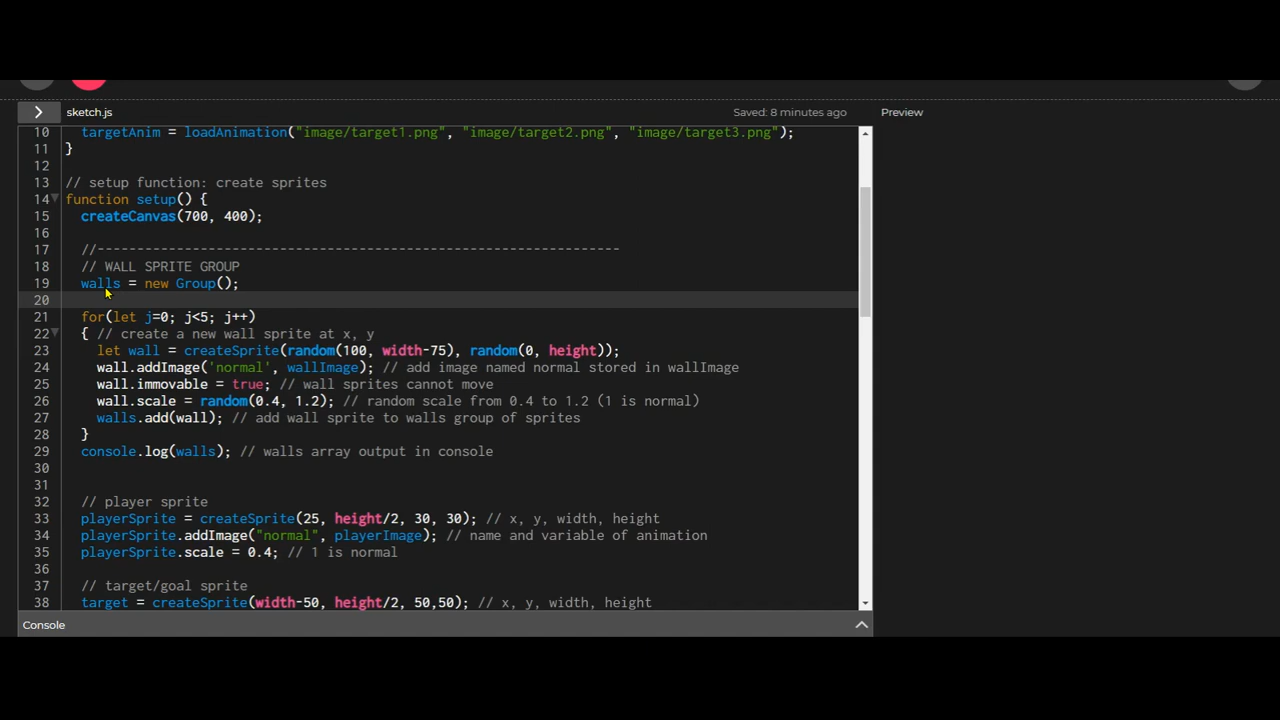 sketch.js
Saved: 8 minutes ago
Preview
10 targetAnim = loadAnimation("image/target1.png", "image/target2.png", "image/target3.png");
11 }
12
13 // setup function: create sprites
14 function setup() {
15 createCanvas(700, 400);
16
17 //-------------------------------------------------------------------
18 // WALL SPRITE GROUP
19 walls = new Group();
20
21 for(let j=0; j<5; j++)
22 { // create a new wall sprite at x, y
23 let wall = createSprite(random(100, width-75), random(0, height));
24 wall.addImage('normal', wallImage); // add image named normal stored in wallImage
25 wall.immovable = true; // wall sprites cannot move
26 wall.scale = random(0.4, 1.2); // random scale from 0.4 to 1.2 (1 is normal)
27 walls.add(wall); // add wall sprite to walls group of sprites
28 }
29 console.log(walls); // walls array output in console
30
31
32 // player sprite
33 playerSprite = createSprite(25, height/2, 30, 30); // x, y, width, height
34 playerSprite.addImage("normal", playerImage); // name and variable of animation
35 playerSprite.scale = 0.4; // 1 is normal
36
37 // target/goal sprite
38 target = createSprite(width-50, height/2, 50,50); // x, y, width, height
Console